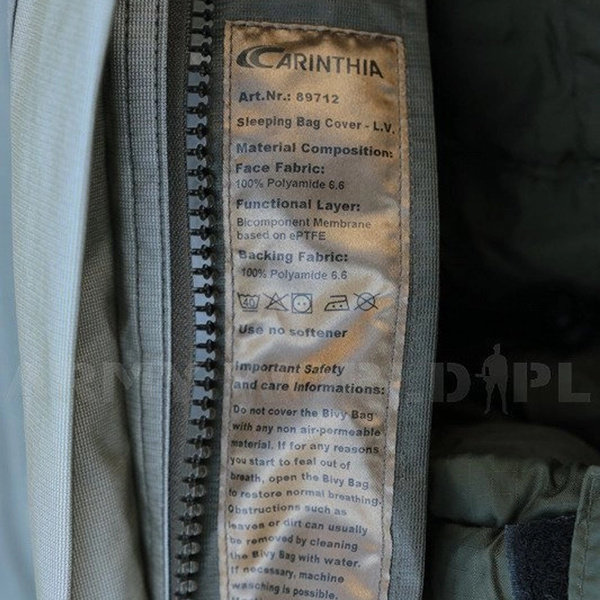 CARINTHIA
Art.Nr.: 89712
Sleeping Bag Cover - L.V.
Material Composition:
Face Fabric:
100% Polyamide 6.6
Functional Layer:
Bicomponent Membrane
based on ePTFE
Backing Fabric:
100% Polyamide 6.6
40
Use no softener
Important Safety
and care Informations:
Do not cover the Bivy Bag
with any non air-permeable
material. If for any reasons
you start to feal out of
breath, open the Bivy Bag
to restore normal breathing.
Obstructions such as
leaves or dirt can usually
be removed by cleaning
the Bivy Bag with water.
If necessary, machine
wasching is possible.